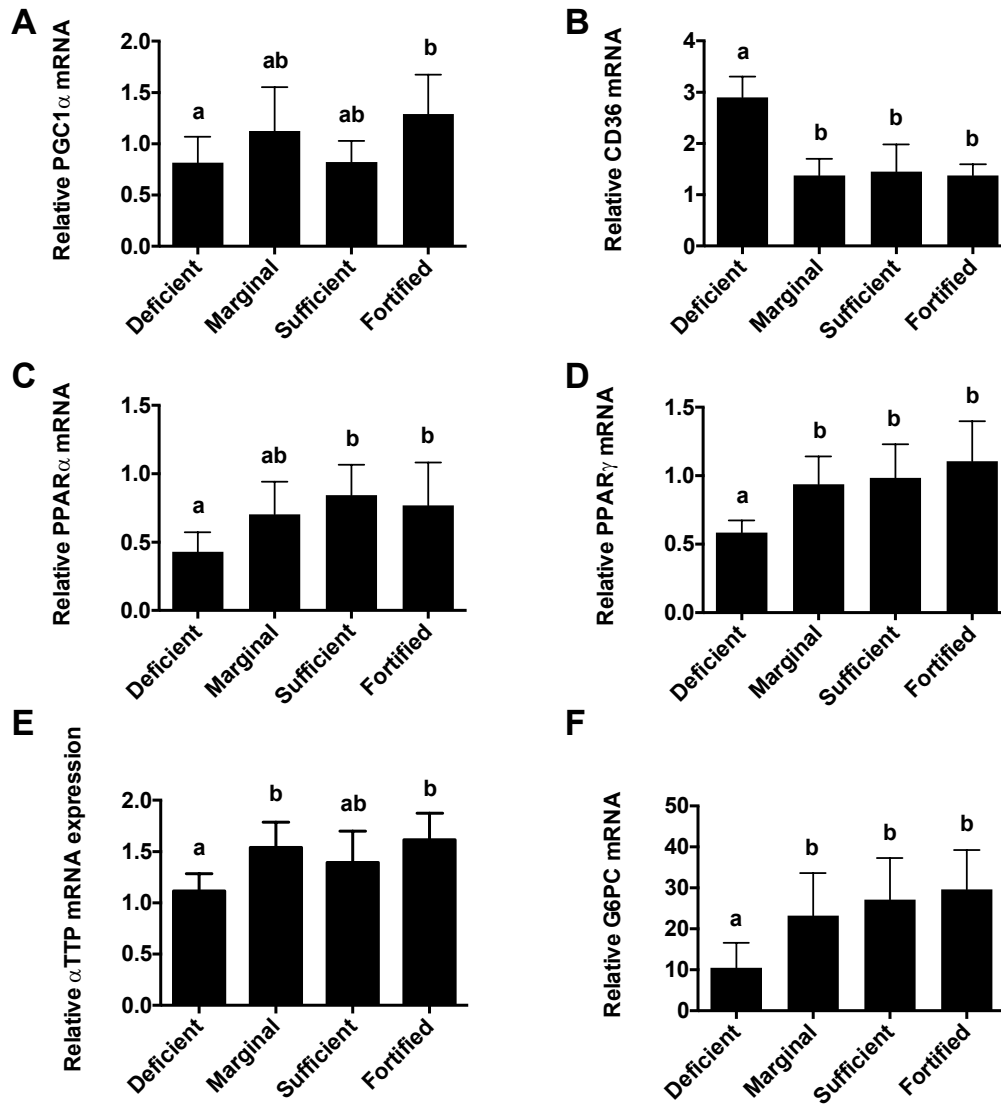 A
Relative PGC1α mRNA
2.0
1.5
1.0
0.5
0.0
a
ab
ab
b
Deficient
Marginal
Sufficient
Fortified
B
Relative CD36 mRNA
4
3
2
1
0
a
b
b
b
Deficient
Marginal
Sufficient
Fortified
C
Relative PPARα mRNA
1.5
1.0
0.5
0.0
a
ab
b
b
Deficient
Marginal
Sufficient
Fortified
D
Relative PPARγ mRNA
1.5
1.0
0.5
0.0
a
b
b
b
Deficient
Marginal
Sufficient
Fortified
E
Relative αTTP mRNA expression
2.0
1.5
1.0
0.5
0.0
a
b
ab
b
Deficient
Marginal
Sufficient
Fortified
F
Relative G6PC mRNA
50
40
30
20
10
0
a
b
b
b
Deficient
Marginal
Sufficient
Fortified